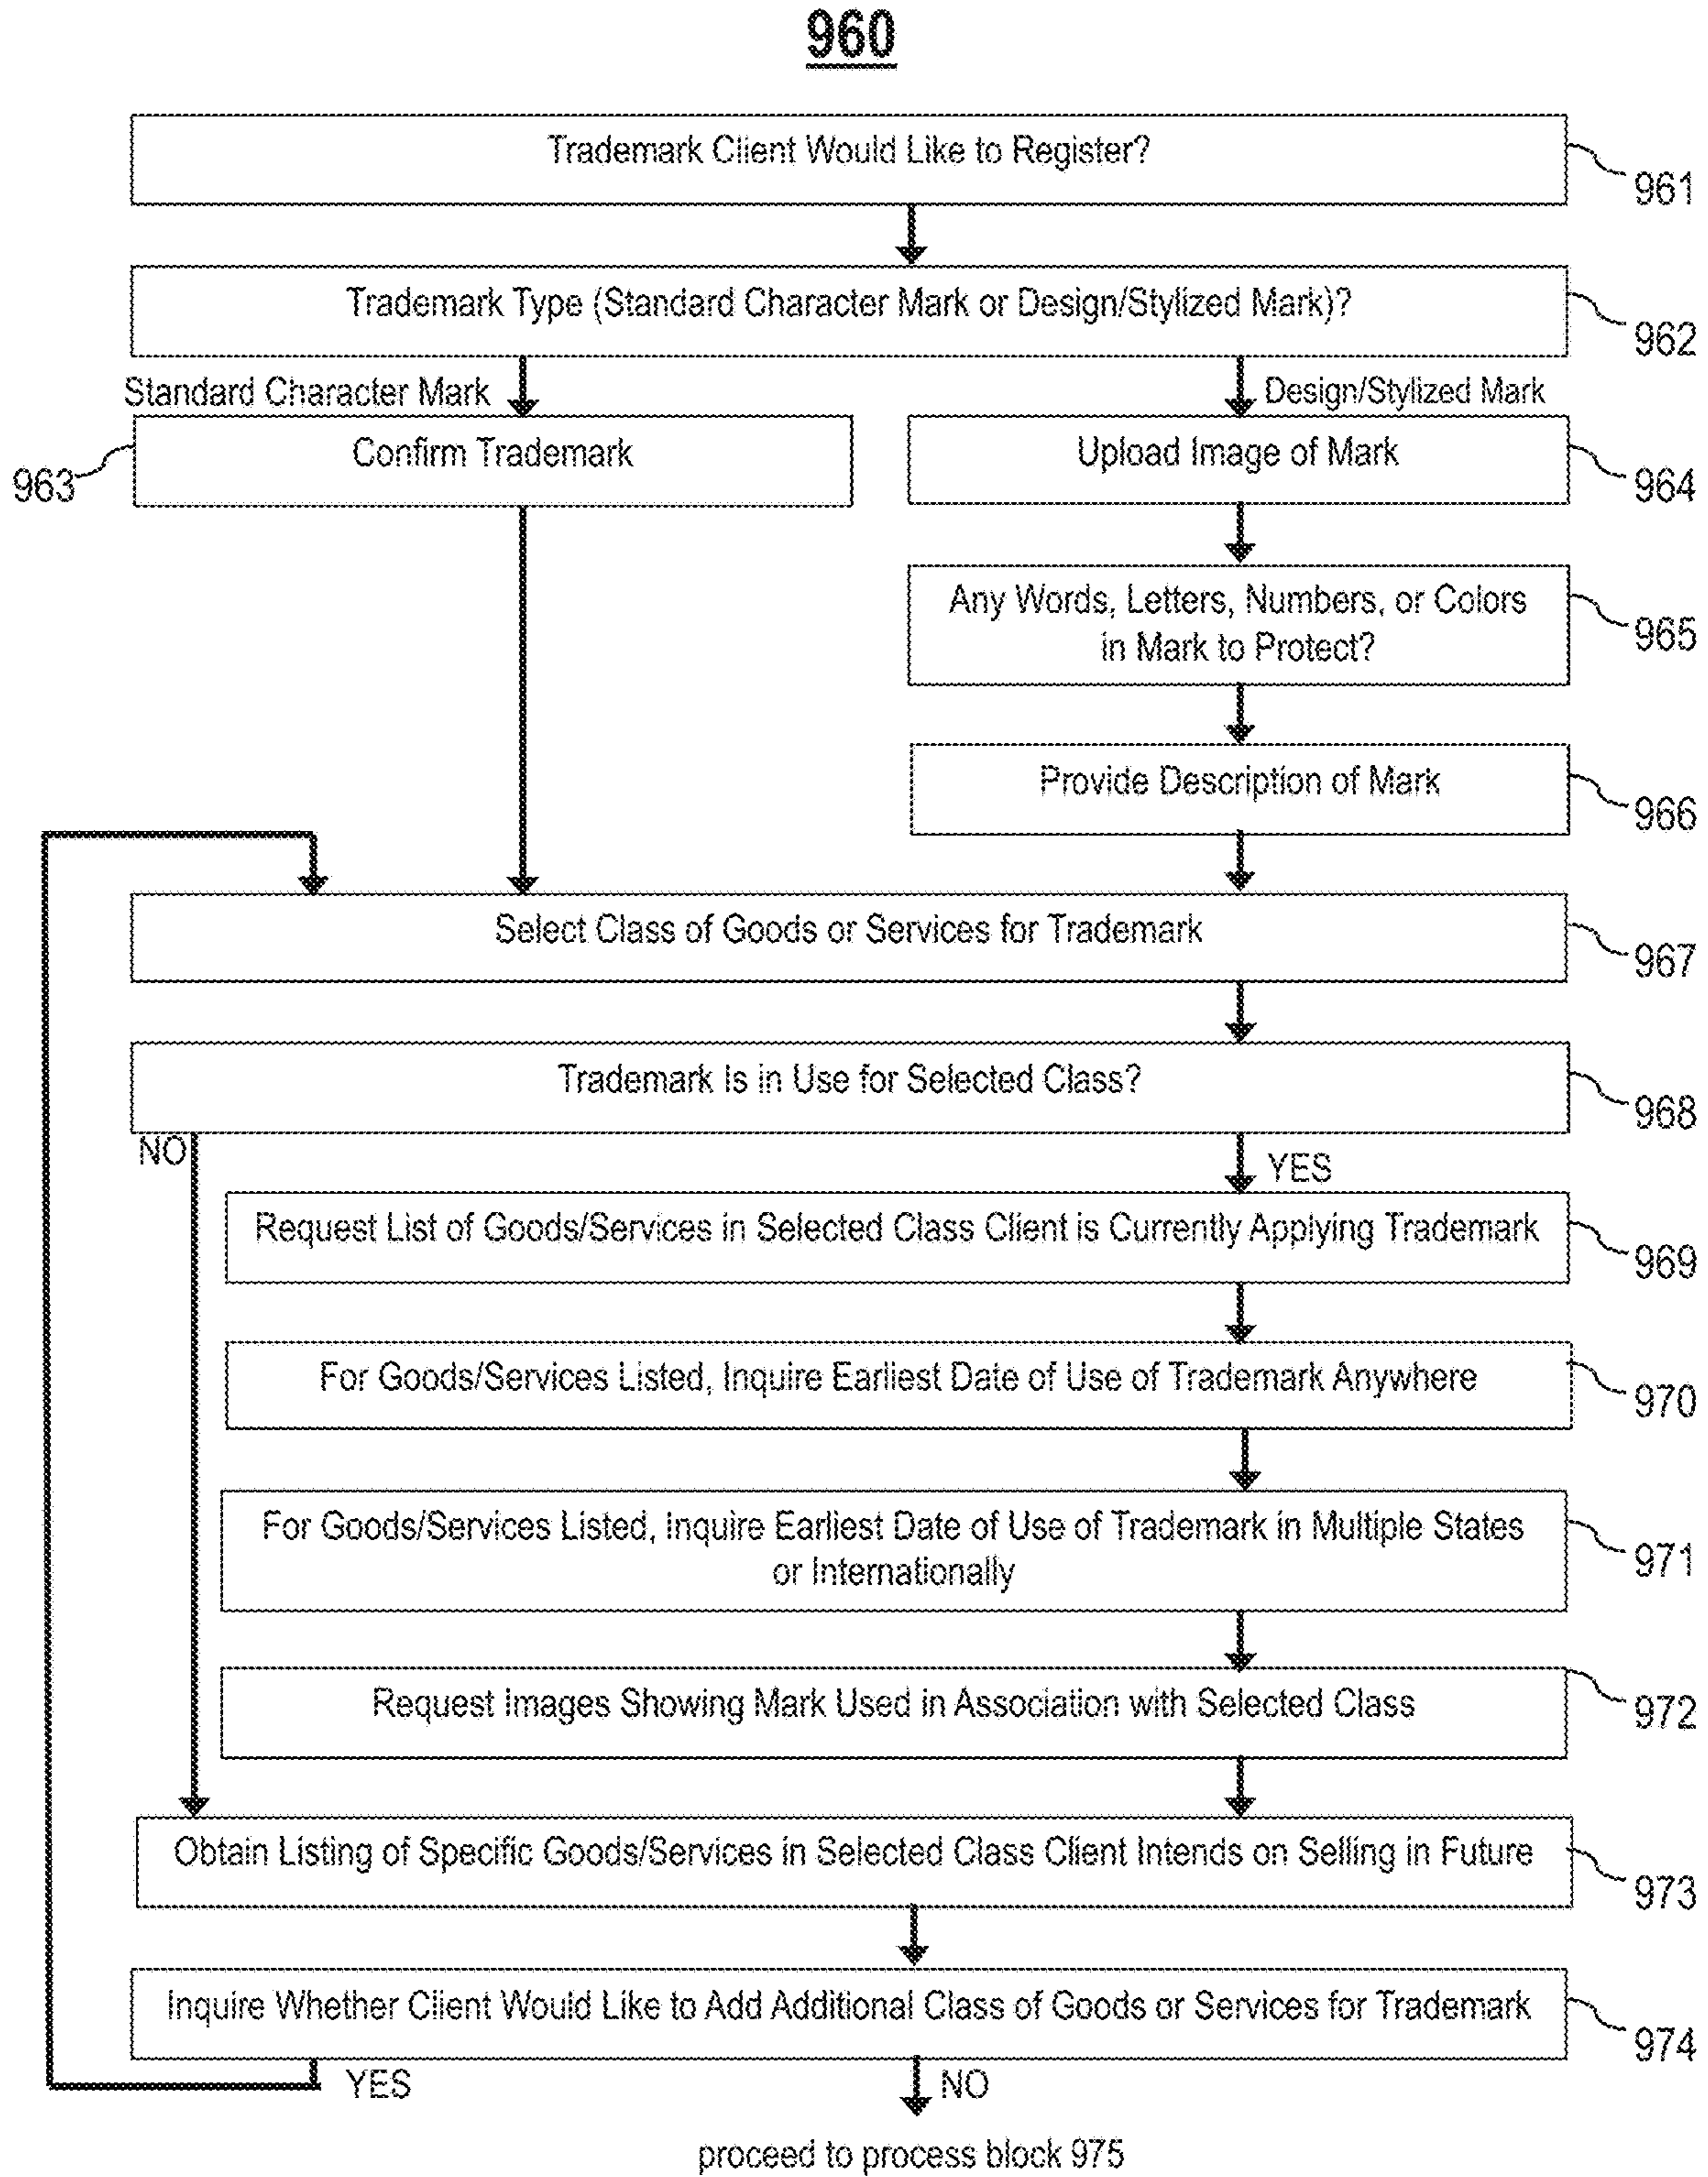 960
Trademark Client Would Like to Register?
961
Trademark Type (Standard Character Mark or Design/Stylized Mark)?
962
Standard Character Mark
Design/Stylized Mark
Confirm Trademark
963
Upload Image of Mark
964
Any Words, Letters, Numbers, or Colors
in Mark to Protect?
965
Provide Description of Mark
966
Select Class of Goods or Services for Trademark
967
Trademark Is in Use for Selected Class?
968
NO
YES
Request List of Goods/Services in Selected Class Client is Currently Applying Trademark
969
For Goods/Services Listed, Inquire Earliest Date of Use of Trademark Anywhere
970
For Goods/Services Listed, Inquire Earliest Date of Use of Trademark in Multiple States
or Internationally
971
Request Images Showing Mark Used in Association with Selected Class
972
Obtain Listing of Specific Goods/Services in Selected Class Client Intends on Selling in Future
973
Inquire Whether Client Would Like to Add Additional Class of Goods or Services for Trademark
974
YES
NO
proceed to process block 975